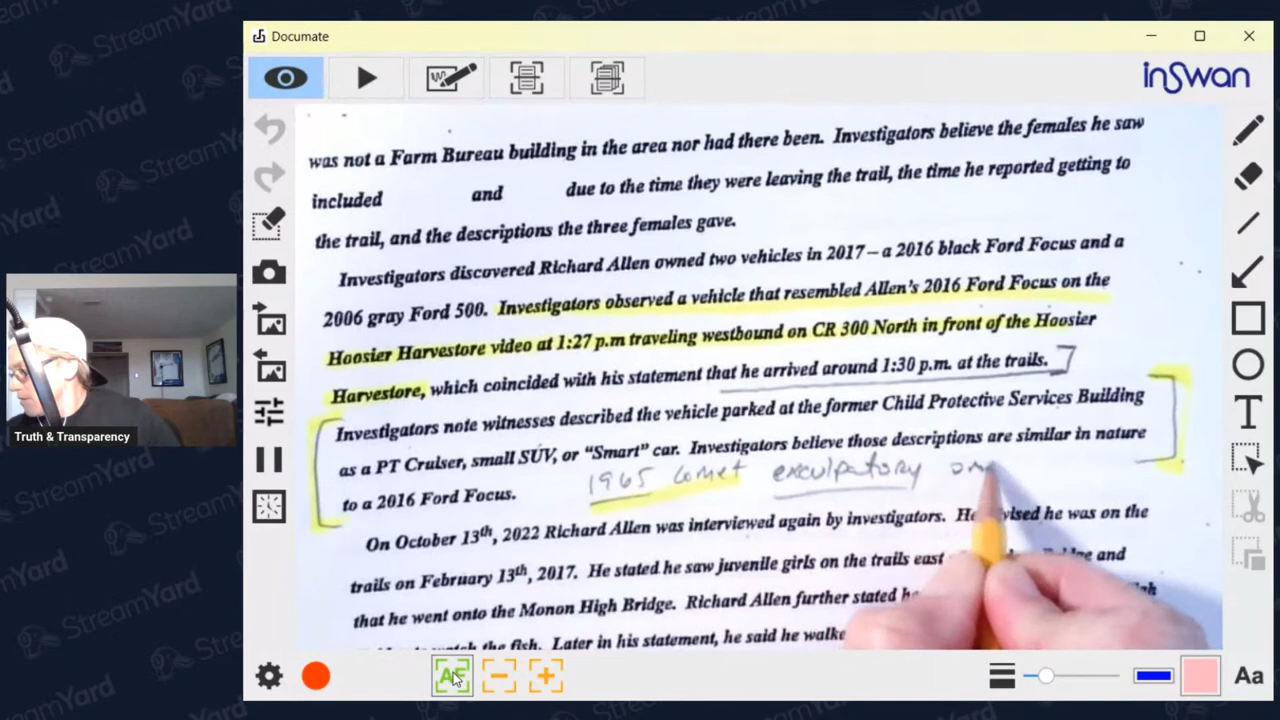 StreamYard
Documate
inSwan
was not a Farm Bureau building in the area nor had there been. Investigators believe the females he saw
included and due to the time they were leaving the trail, the time he reported getting to
the trail, and the descriptions the three females gave.
Investigators discovered Richard Allen owned two vehicles in 2017 – a 2016 black Ford Focus and a
2006 gray Ford 500. Investigators observed a vehicle that resembled Allen's 2016 Ford Focus on the
Hoosier Harvestore video at 1:27 p.m traveling westbound on CR 300 North in front of the Hoosier
Harvestore, which coincided with his statement that he arrived around 1:30 p.m. at the trails.
Investigators note witnesses described the vehicle parked at the former Child Protective Services Building
as a PT Cruiser, small SUV, or “Smart” car. Investigators believe those descriptions are similar in nature
to a 2016 Ford Focus.
1965 Comet exculpatory
On October 13th, 2022 Richard Allen was interviewed again by investigators. He he was on the
trails on February 13th, 2017. He stated he saw juvenile girls on the trails east and
that he went onto the Monon High Bridge. Richard Allen further stated
the fish. Later in his statement, he said he walke
Truth & Transparency
T
AF
Aa